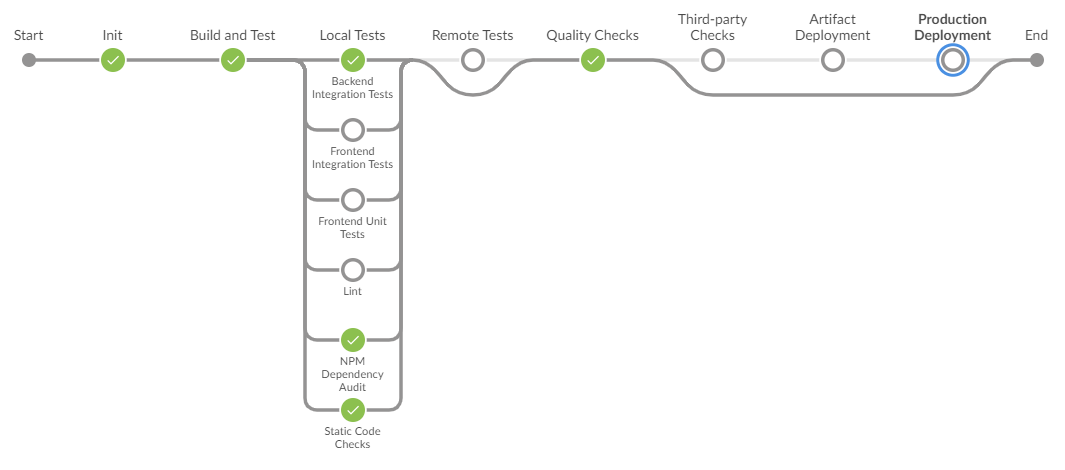 Start
Init
Build and Test
Local Tests
Remote Tests
Quality Checks
Third-party
Checks
Artifact
Deployment
Production
Deployment
End
Backend
Integration Tests
Frontend
Integration Tests
Frontend Unit
Tests
Lint
NPM
Dependency
Audit
Static Code
Checks